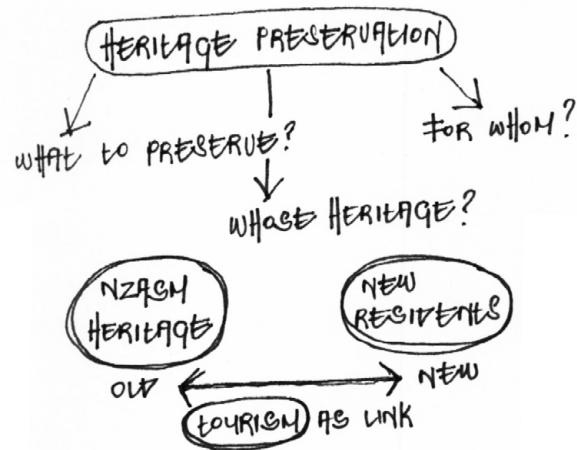 HERITAGE PRESERVATION
WHAT TO PRESERVE?
FOR WHOM?
WHOSE HERITAGE?
NZASM
HERITAGE
OLD
NEW
RESIDENTS
NEW
TOURISM AS LINK